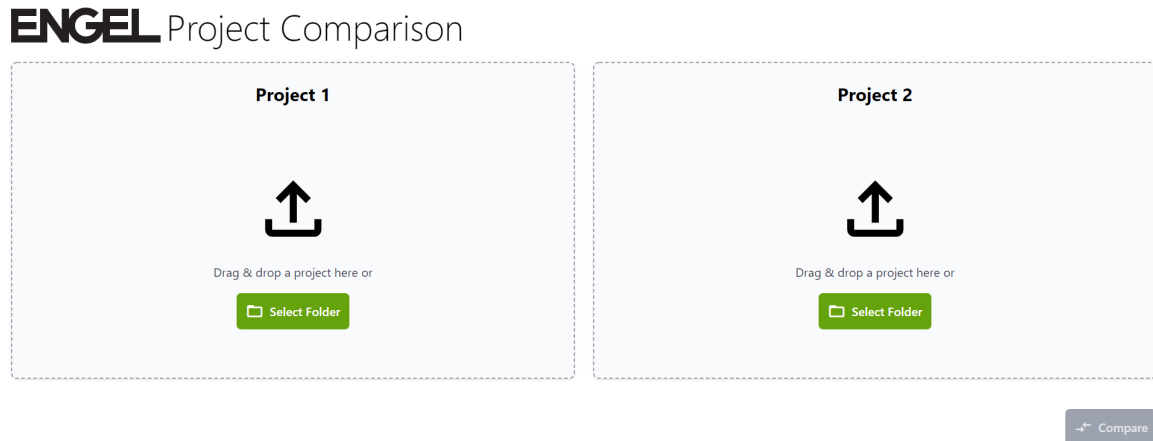 ENGEL Project Comparison
Project 1
Drag & drop a project here or
Select Folder
Project 2
Drag & drop a project here or
Select Folder
Compare